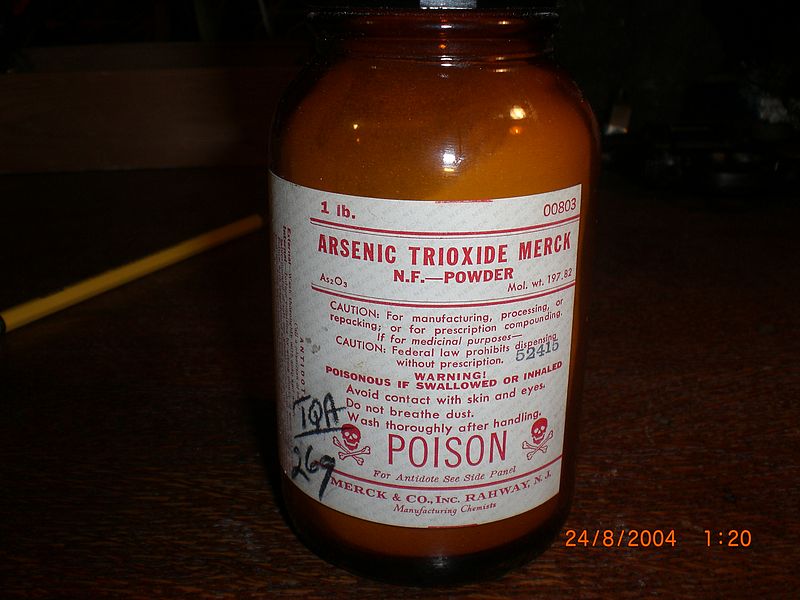 1 lb.
00803
ARSENIC TRIOXIDE MERCK
N.F.—POWDER
As₂O₃
Mol. wt. 197.82
CAUTION: For manufacturing, processing, or
repacking; or for prescription compounding.
If for medicinal purposes—
CAUTION: Federal law prohibits dispensing
without prescription.
52415
WARNING!
POISONOUS IF SWALLOWED OR INHALED
Avoid contact with skin and eyes.
Do not breathe dust.
Wash thoroughly after handling.
TQA
269
POISON
For Antidote See Side Panel
MERCK & CO., INC. RAHWAY, N. J.
Manufacturing Chemists
ANTIDOT
24/8/2004 1:20